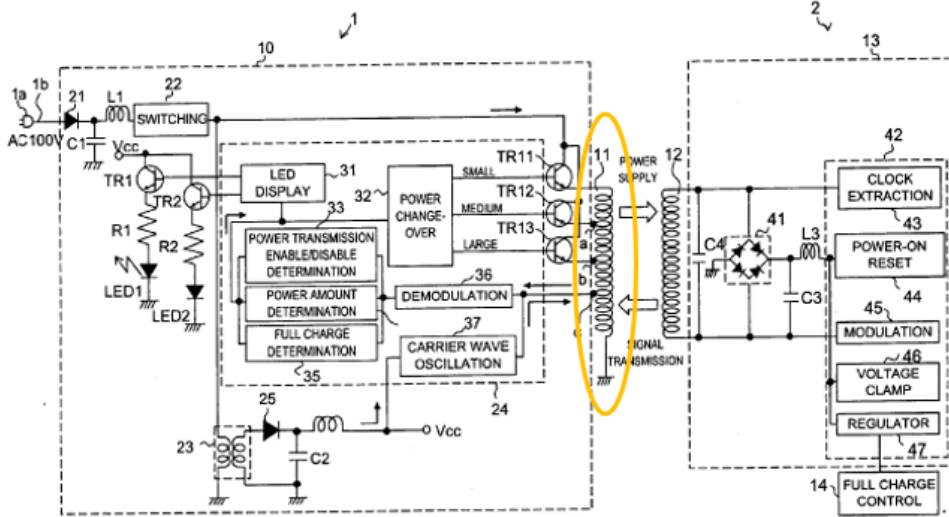 1
2
10
13
1a
1b
21
L1
22
SWITCHING
AC100V
C1
Vcc
TR1
TR2
R1
R2
LED1
LED2
LED
DISPLAY
31
32
POWER
CHANGE-
OVER
SMALL
MEDIUM
LARGE
TR11
TR12
TR13
33
POWER TRANSMISSION
ENABLE/DISABLE
DETERMINATION
POWER AMOUNT
DETERMINATION
FULL CHARGE
DETERMINATION
35
36
DEMODULATION
37
CARRIER WAVE
OSCILLATION
24
a
b
c
11
POWER
SUPPLY
12
SIGNAL
TRANSMISSION
23
25
C2
Vcc
C4
41
L3
C3
42
CLOCK
EXTRACTION
43
POWER-ON
RESET
44
45
MODULATION
46
VOLTAGE
CLAMP
REGULATOR
47
14
FULL CHARGE
CONTROL